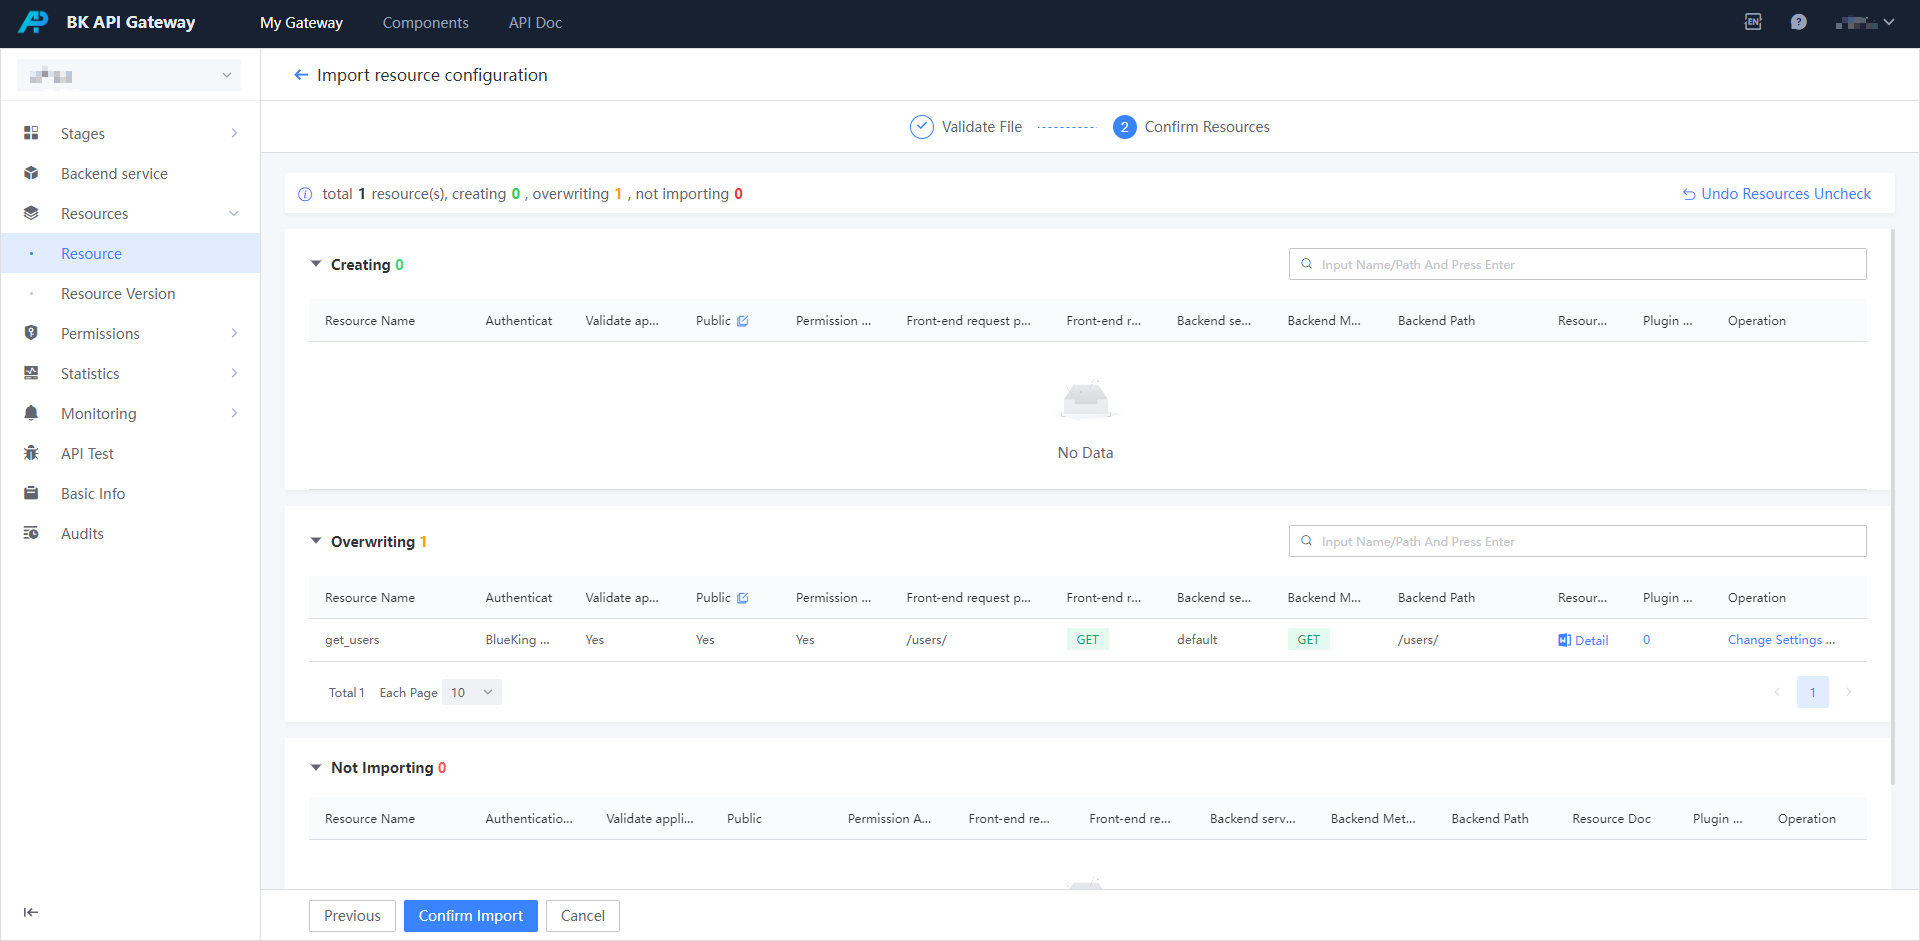 BK API Gateway My Gateway Components API Doc EN ?
Import resource configuration
Validate File 2 Confirm Resources
Stages
Backend service
Resources
Resource
Resource Version
Permissions
Statistics
Monitoring
API Test
Basic Info
Audits
total 1 resource(s), creating 0 , overwriting 1 , not importing 0 Undo Resources Uncheck
Creating 0 Input Name/Path And Press Enter
Resource Name Authenticat Validate ap... Public Permission ... Front-end request p... Front-end r... Backend se... Backend M... Backend Path Resour... Plugin ... Operation
No Data
Overwriting 1 Input Name/Path And Press Enter
Resource Name Authenticat Validate ap... Public Permission ... Front-end request p... Front-end r... Backend se... Backend M... Backend Path Resour... Plugin ... Operation
get_users BlueKing ... Yes Yes Yes /users/ GET default GET /users/ Detail 0 Change Settings ...
Total 1 Each Page 10 1
Not Importing 0
Resource Name Authenticatio... Validate appli... Public Permission A... Front-end re... Front-end re... Backend serv... Backend Met... Backend Path Resource Doc Plugin ... Operation
Previous Confirm Import Cancel